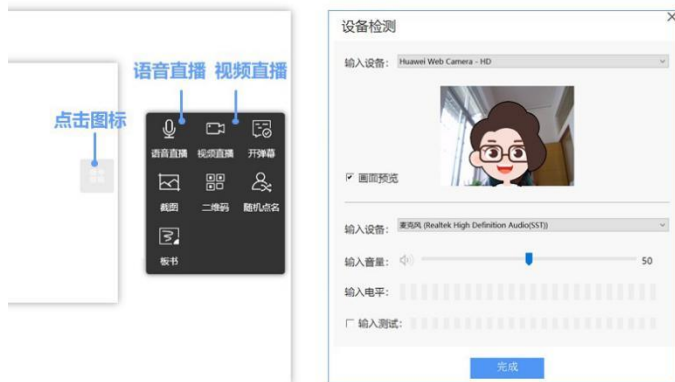 语音直播 视频直播
点击图标
语音直播 视频直播 开弹幕
截图 二维码 随机点名
板书
设备检测
输入设备: Huawei Web Camera - HD
画面预览
输入设备: 麦克风 (Realtek High Definition Audio(SST))
输入音量: 50
输入电平:
输入测试:
完成